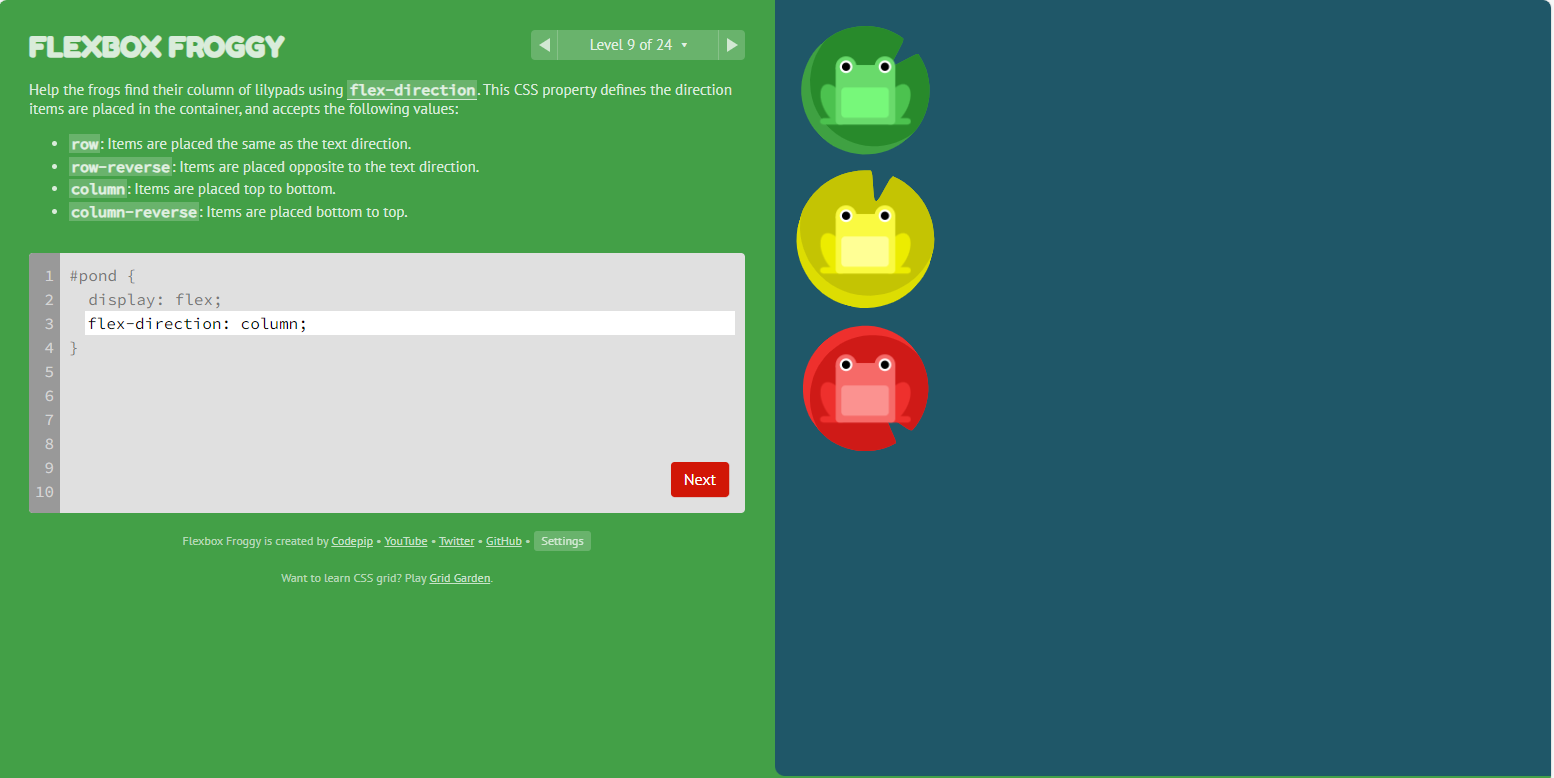 FLEXBOX FROGGY
Level 9 of 24
Help the frogs find their column of lilypads using flex-direction. This CSS property defines the direction
items are placed in the container, and accepts the following values:
• row: Items are placed the same as the text direction.
• row-reverse: Items are placed opposite to the text direction.
• column: Items are placed top to bottom.
• column-reverse: Items are placed bottom to top.
1 #pond {
2 display: flex;
3 flex-direction: column;
4 }
5
6
7
8
9
10
Next
Flexbox Froggy is created by Codepip • YouTube • Twitter • GitHub • Settings
Want to learn CSS grid? Play Grid Garden.